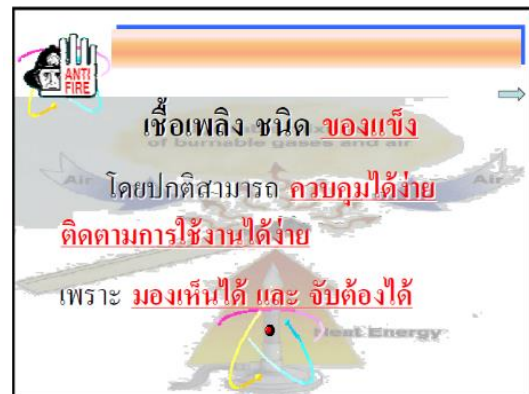 ANTI
FIRE
เชื้อเพลิง ชนิด ของแข็ง
of burnable gases and air
Air
Air
โดยปกติสามารถ ควบคุมได้ง่าย
ติดตามการใช้งานได้ง่าย
เพราะ มองเห็นได้ และ จับต้องได้
Heat Energy